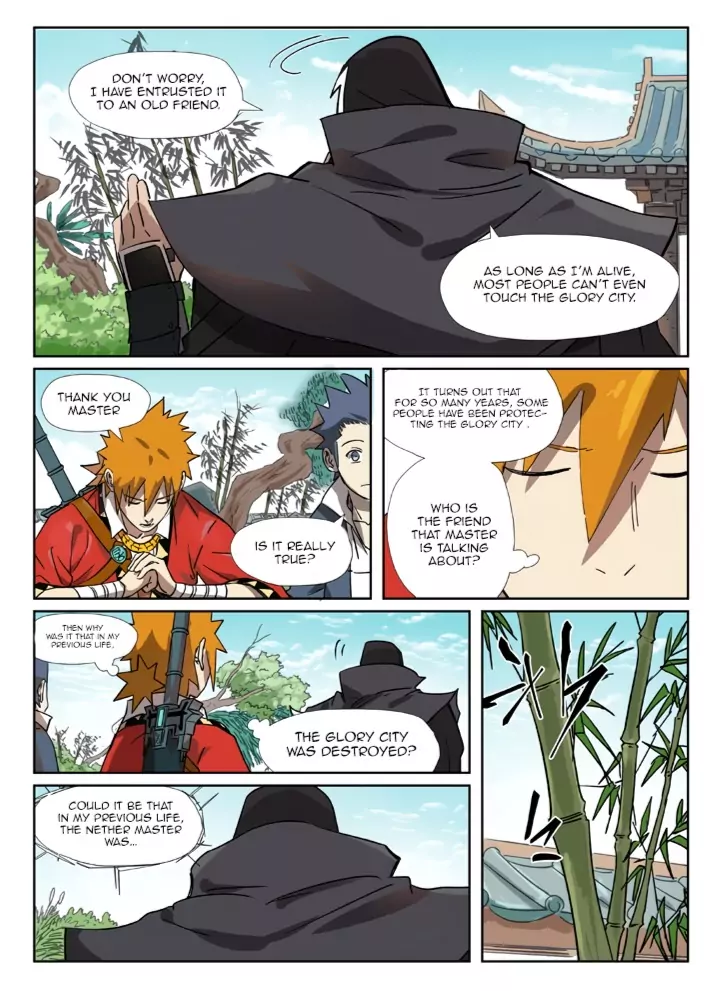 DON'T WORRY,
I HAVE ENTRUSTED IT
TO AN OLD FRIEND.
AS LONG AS I'M ALIVE,
MOST PEOPLE CAN'T EVEN
TOUCH THE GLORY CITY.
THANK YOU
MASTER
IS IT REALLY
TRUE?
IT TURNS OUT THAT
FOR SO MANY YEARS, SOME
PEOPLE HAVE BEEN PROTEC-
TING THE GLORY CITY .
WHO IS
THE FRIEND
THAT MASTER
IS TALKING
ABOUT?
THEN WHY
WAS IT THAT IN MY
PREVIOUS LIFE,
THE GLORY CITY
WAS DESTROYED?
COULD IT BE THAT
IN MY PREVIOUS LIFE,
THE NETHER MASTER
WAS...